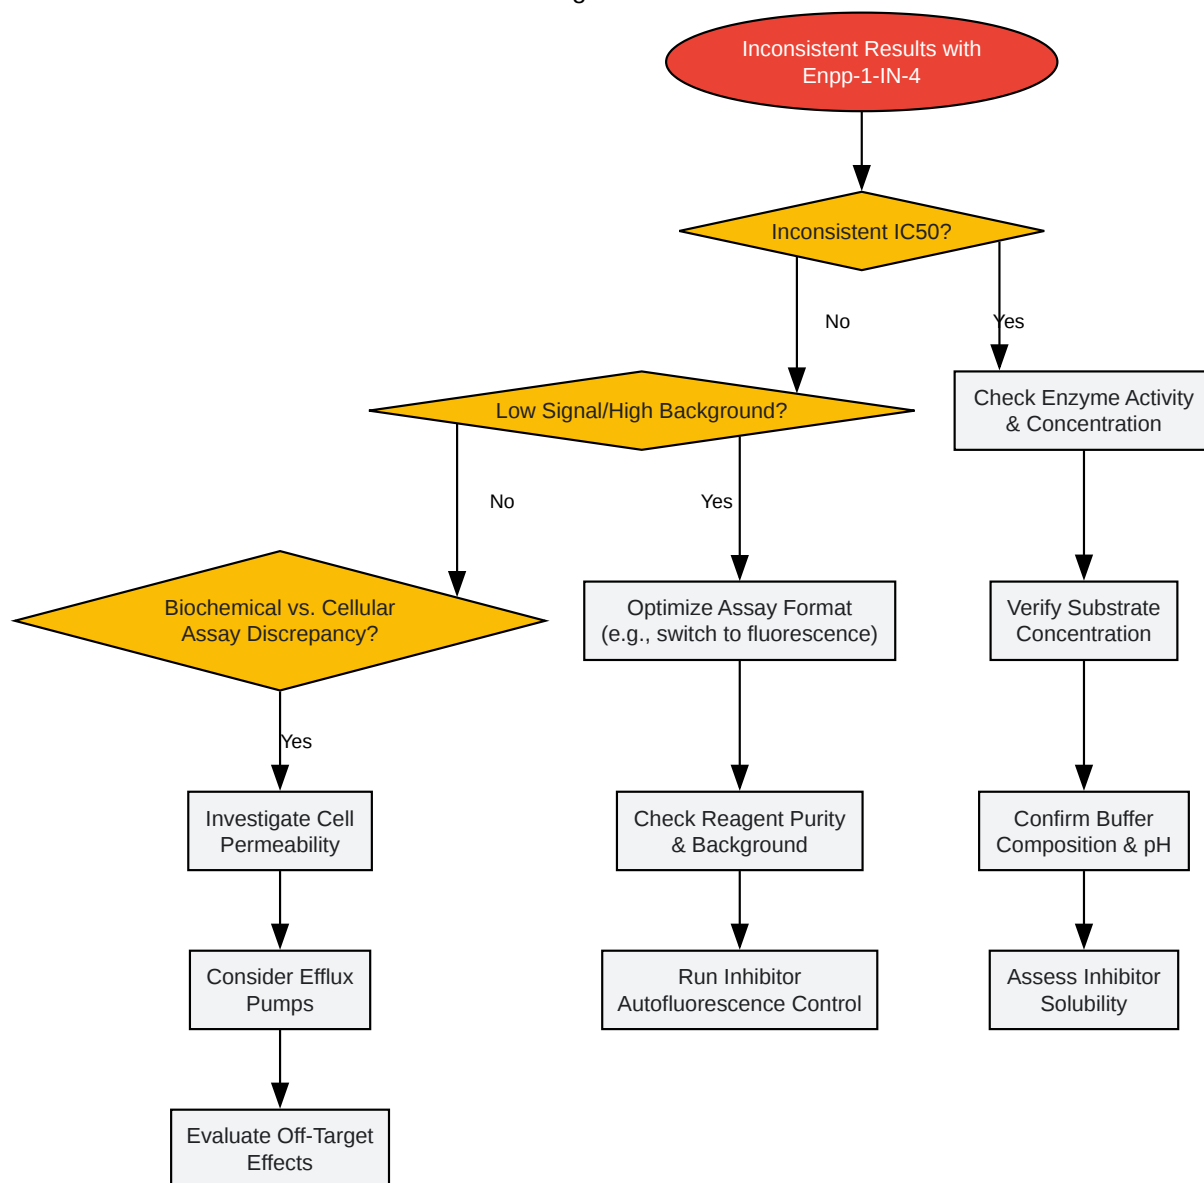 Inconsistent Results with
Enpp-1-IN-4
Inconsistent IC50?
No
Yes
Low Signal/High Background?
Check Enzyme Activity
& Concentration
No
Yes
Biochemical vs. Cellular
Assay Discrepancy?
Optimize Assay Format
(e.g., switch to fluorescence)
Verify Substrate
Concentration
Yes
Investigate Cell
Permeability
Check Reagent Purity
& Background
Confirm Buffer
Composition & pH
Consider Efflux
Pumps
Run Inhibitor
Autofluorescence Control
Assess Inhibitor
Solubility
Evaluate Off-Target
Effects